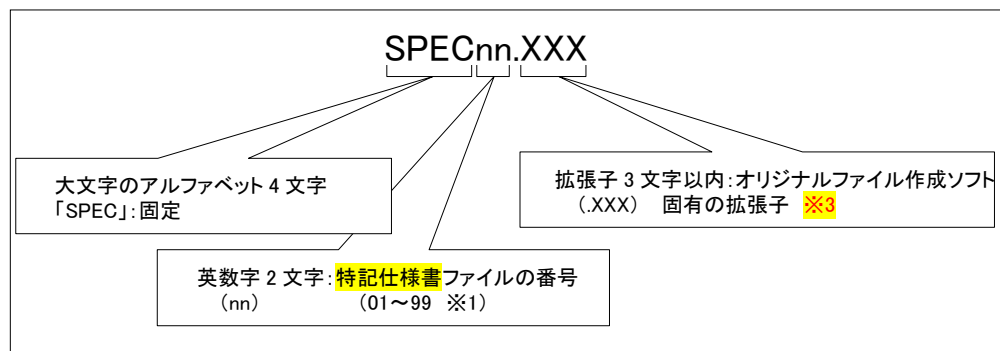 SPECnn.XXX
大文字のアルファベット 4 文字
「SPEC」:固定
拡張子 3 文字以内:オリジナルファイル作成ソフト
(.XXX) 固有の拡張子 ※3
英数字 2 文字:特記仕様書ファイルの番号
(nn) (01~99 ※1)